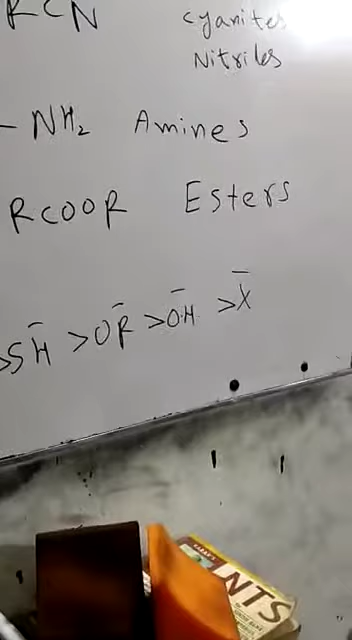 RCN Cyanites
Nitriles
– NH₂ Amines
RCOOR Esters
>SH⁻ >OR⁻ >OH⁻ >X⁻
NTS